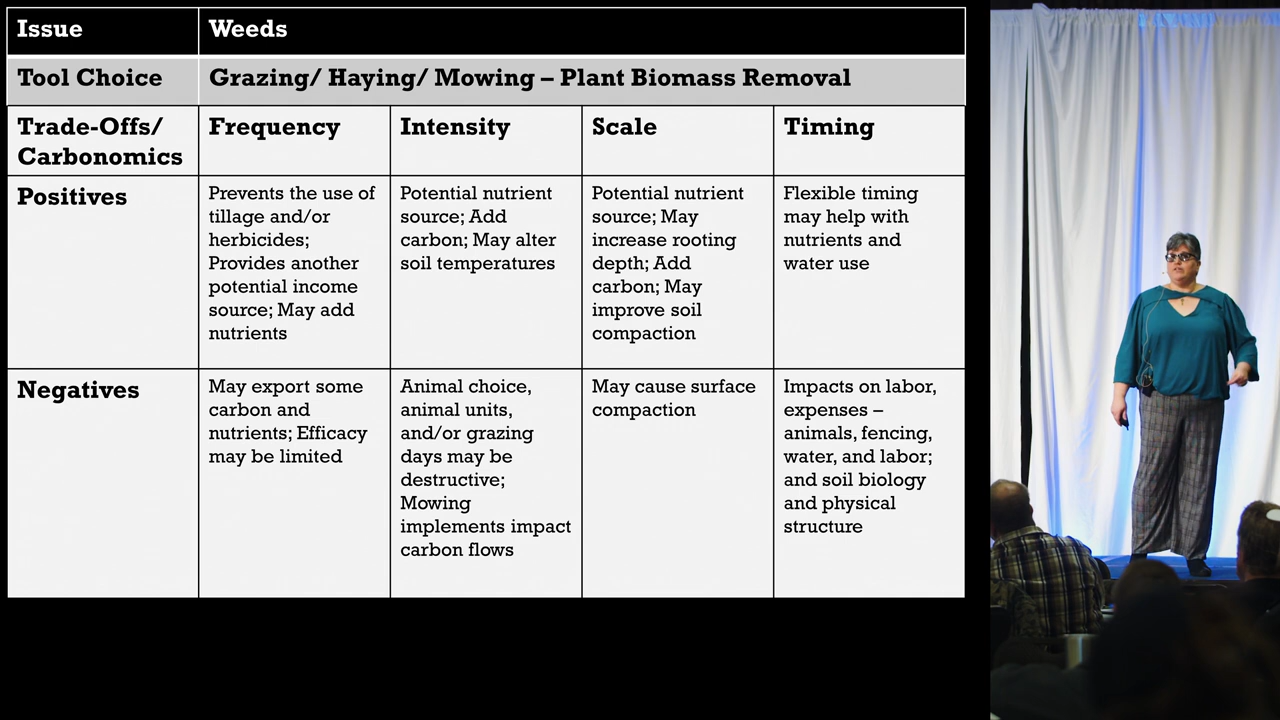 Issue
Weeds
Tool Choice
Grazing/ Haying/ Mowing – Plant Biomass Removal
Trade-Offs/
Carbonomics
Frequency
Intensity
Scale
Timing
Positives
Prevents the use of
tillage and/or
herbicides;
Provides another
potential income
source; May add
nutrients
Potential nutrient
source; Add
carbon; May alter
soil temperatures
Potential nutrient
source; May
increase rooting
depth; Add
carbon; May
improve soil
compaction
Flexible timing
may help with
nutrients and
water use
Negatives
May export some
carbon and
nutrients; Efficacy
may be limited
Animal choice,
animal units,
and/or grazing
days may be
destructive;
Mowing
implements impact
carbon flows
May cause surface
compaction
Impacts on labor,
expenses –
animals, fencing,
water, and labor;
and soil biology
and physical
structure